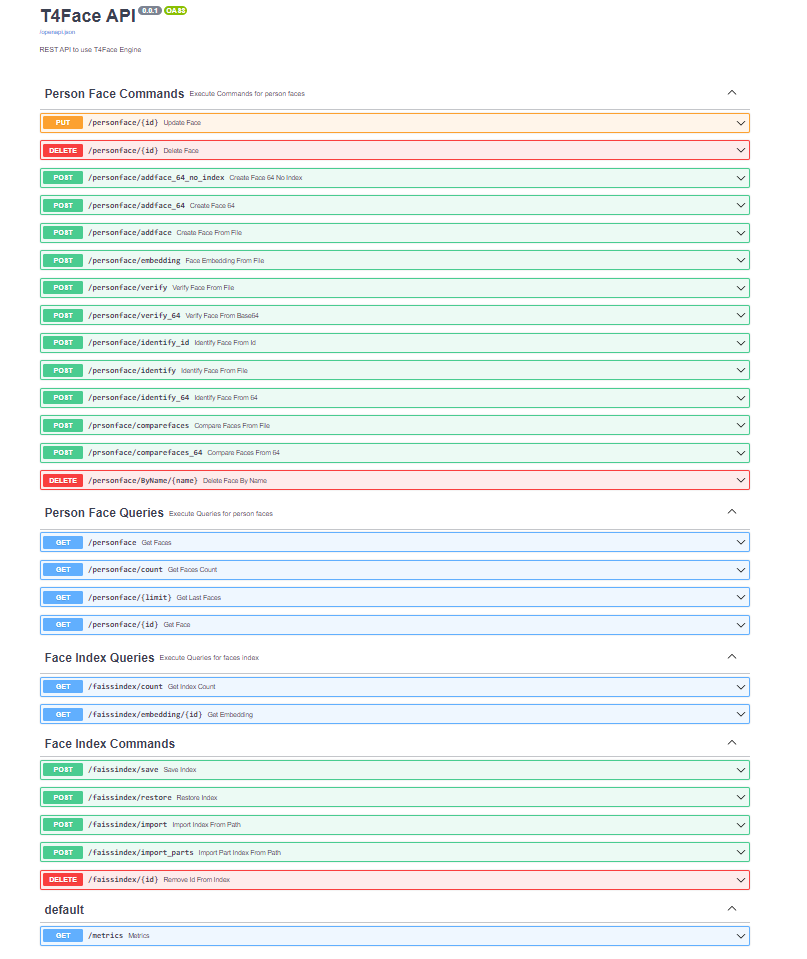 T4Face API 0.0.1 OAS3
/openapi.json
REST API to use T4Face Engine
Person Face Commands Execute Commands for person faces
PUT /personface/{id} Update Face
DELETE /personface/{id} Delete Face
POST /personface/addface_64_no_index Create Face 64 No Index
POST /personface/addface_64 Create Face 64
POST /personface/addface Create Face From File
POST /personface/embedding Face Embedding From File
POST /personface/verify Verify Face From File
POST /personface/verify_64 Verify Face From Base64
POST /personface/identify_id Identify Face From Id
POST /personface/identify Identify Face From File
POST /personface/identify_64 Identify Face From 64
POST /prsonface/comparefaces Compare Faces From File
POST /prsonface/comparefaces_64 Compare Faces From 64
DELETE /personface/ByName/{name} Delete Face By Name
Person Face Queries Execute Queries for person faces
GET /personface Get Faces
GET /personface/count Get Faces Count
GET /personface/{limit} Get Last Faces
GET /personface/{id} Get Face
Face Index Queries Execute Queries for faces index
GET /faissindex/count Get Index Count
GET /faissindex/embedding/{id} Get Embedding
Face Index Commands
POST /faissindex/save Save Index
POST /faissindex/restore Restore Index
POST /faissindex/import Import Index From Path
POST /faissindex/import_parts Import Part Index From Path
DELETE /faissindex/{id} Remove Id From Index
default
GET /metrics Metrics